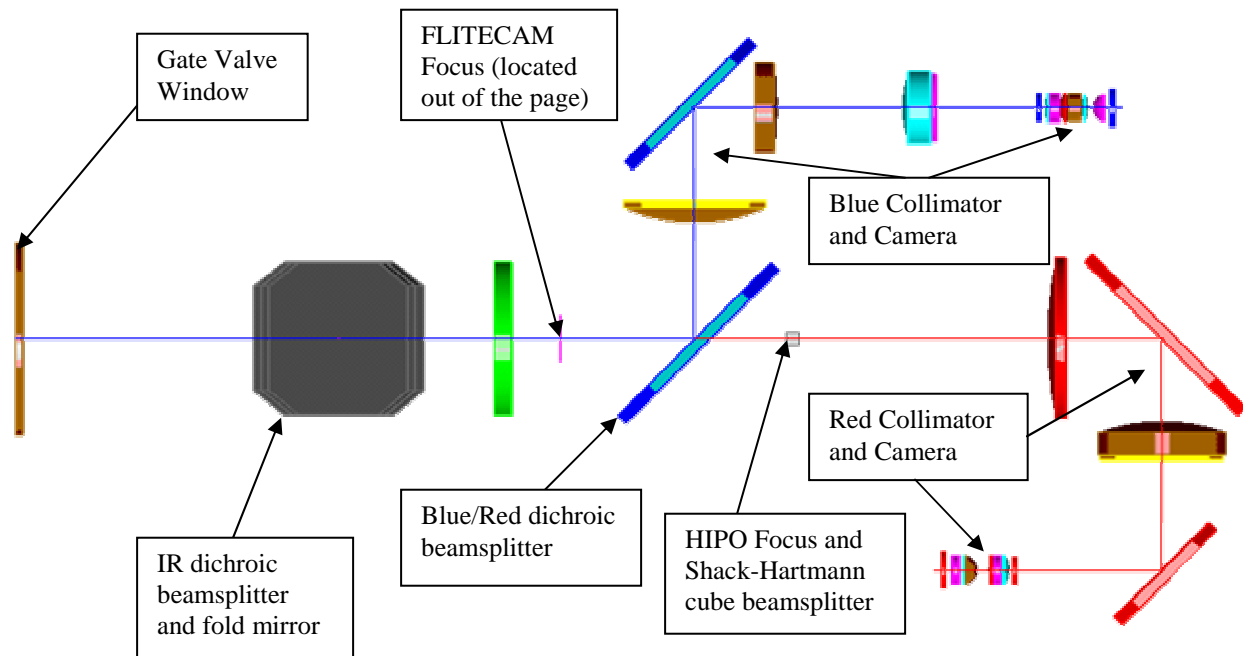 Gate Valve
Window
FLITECAM
Focus (located
out of the page)
Blue Collimator
and Camera
Red Collimator
and Camera
Blue/Red dichroic
beamsplitter
HIPO Focus and
Shack-Hartmann
cube beamsplitter
IR dichroic
beamsplitter
and fold mirror